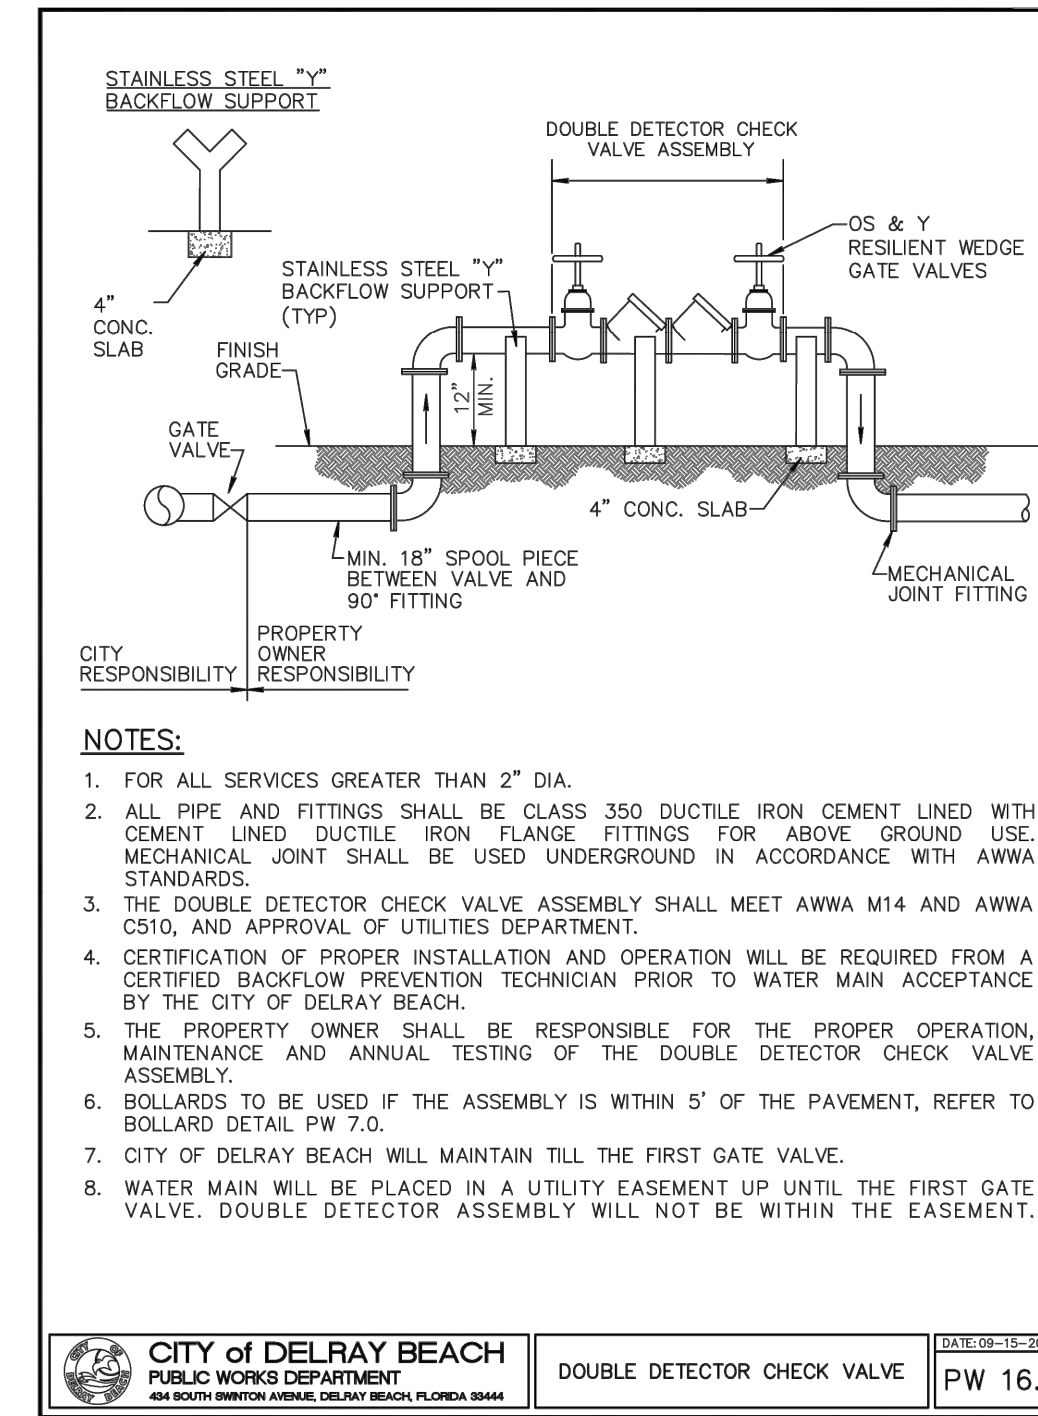 STAINLESS STEEL "Y"
BACKFLOW SUPPORT
4"
CONC.
SLAB
DOUBLE DETECTOR CHECK
VALVE ASSEMBLY
OS & Y
RESILIENT WEDGE
GATE VALVES
STAINLESS STEEL "Y"
BACKFLOW SUPPORT
(TYP)
FINISH
GRADE
12"
MIN.
GATE
VALVE
4" CONC. SLAB
MIN. 18" SPOOL PIECE
BETWEEN VALVE AND
90° FITTING
MECHANICAL
JOINT FITTING
CITY
RESPONSIBILITY
PROPERTY
OWNER
RESPONSIBILITY
NOTES:
1. FOR ALL SERVICES GREATER THAN 2" DIA.
2. ALL PIPE AND FITTINGS SHALL BE CLASS 350 DUCTILE IRON CEMENT LINED WITH
CEMENT LINED DUCTILE IRON FLANGE FITTINGS FOR ABOVE GROUND USE.
MECHANICAL JOINT SHALL BE USED UNDERGROUND IN ACCORDANCE WITH AWWA
STANDARDS.
3. THE DOUBLE DETECTOR CHECK VALVE ASSEMBLY SHALL MEET AWWA M14 AND AWWA
C510, AND APPROVAL OF UTILITIES DEPARTMENT.
4. CERTIFICATION OF PROPER INSTALLATION AND OPERATION WILL BE REQUIRED FROM A
CERTIFIED BACKFLOW PREVENTION TECHNICIAN PRIOR TO WATER MAIN ACCEPTANCE
BY THE CITY OF DELRAY BEACH.
5. THE PROPERTY OWNER SHALL BE RESPONSIBLE FOR THE PROPER OPERATION,
MAINTENANCE AND ANNUAL TESTING OF THE DOUBLE DETECTOR CHECK VALVE
ASSEMBLY.
6. BOLLARDS TO BE USED IF THE ASSEMBLY IS WITHIN 5' OF THE PAVEMENT, REFER TO
BOLLARD DETAIL PW 7.0.
7. CITY OF DELRAY BEACH WILL MAINTAIN TILL THE FIRST GATE VALVE.
8. WATER MAIN WILL BE PLACED IN A UTILITY EASEMENT UP UNTIL THE FIRST GATE
VALVE. DOUBLE DETECTOR ASSEMBLY WILL NOT BE WITHIN THE EASEMENT.
CITY OF
DELRAY BEACH
CITY of DELRAY BEACH
PUBLIC WORKS DEPARTMENT
434 SOUTH SWINTON AVENUE, DELRAY BEACH, FLORIDA 33444
DOUBLE DETECTOR CHECK VALVE
DATE: 09-15-20
PW 16.